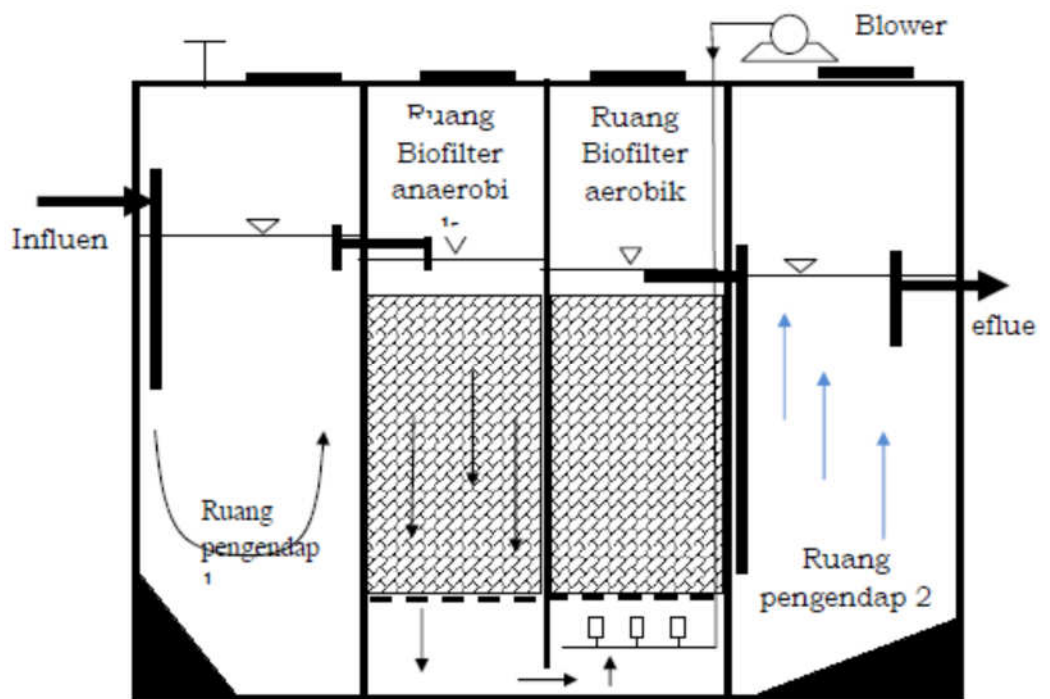 Blower
Ruang
Biofilter
anaerobi
Ruang
Biofilter
aerobik
Influen
eflue
Ruang
pengendap
1
Ruang
pengendap 2